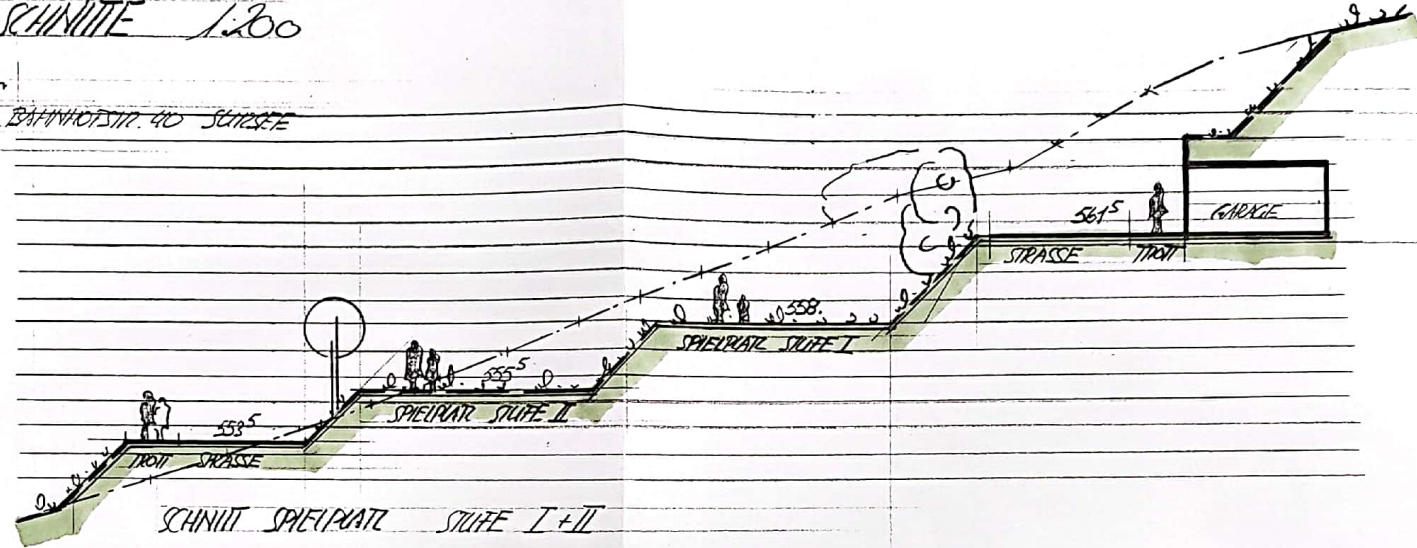 SCHNITTE 1:200
BAHNHOFSTR. 40 SURSEE
561⁵
GARAGE
STRASSE TROTT
558.
SPIELPLATZ STUFE I
555⁵
SPIELPLATZ STUFE II
553⁵
TROTT STRASSE
SCHNITT SPIELPLATZ STUFE I + II